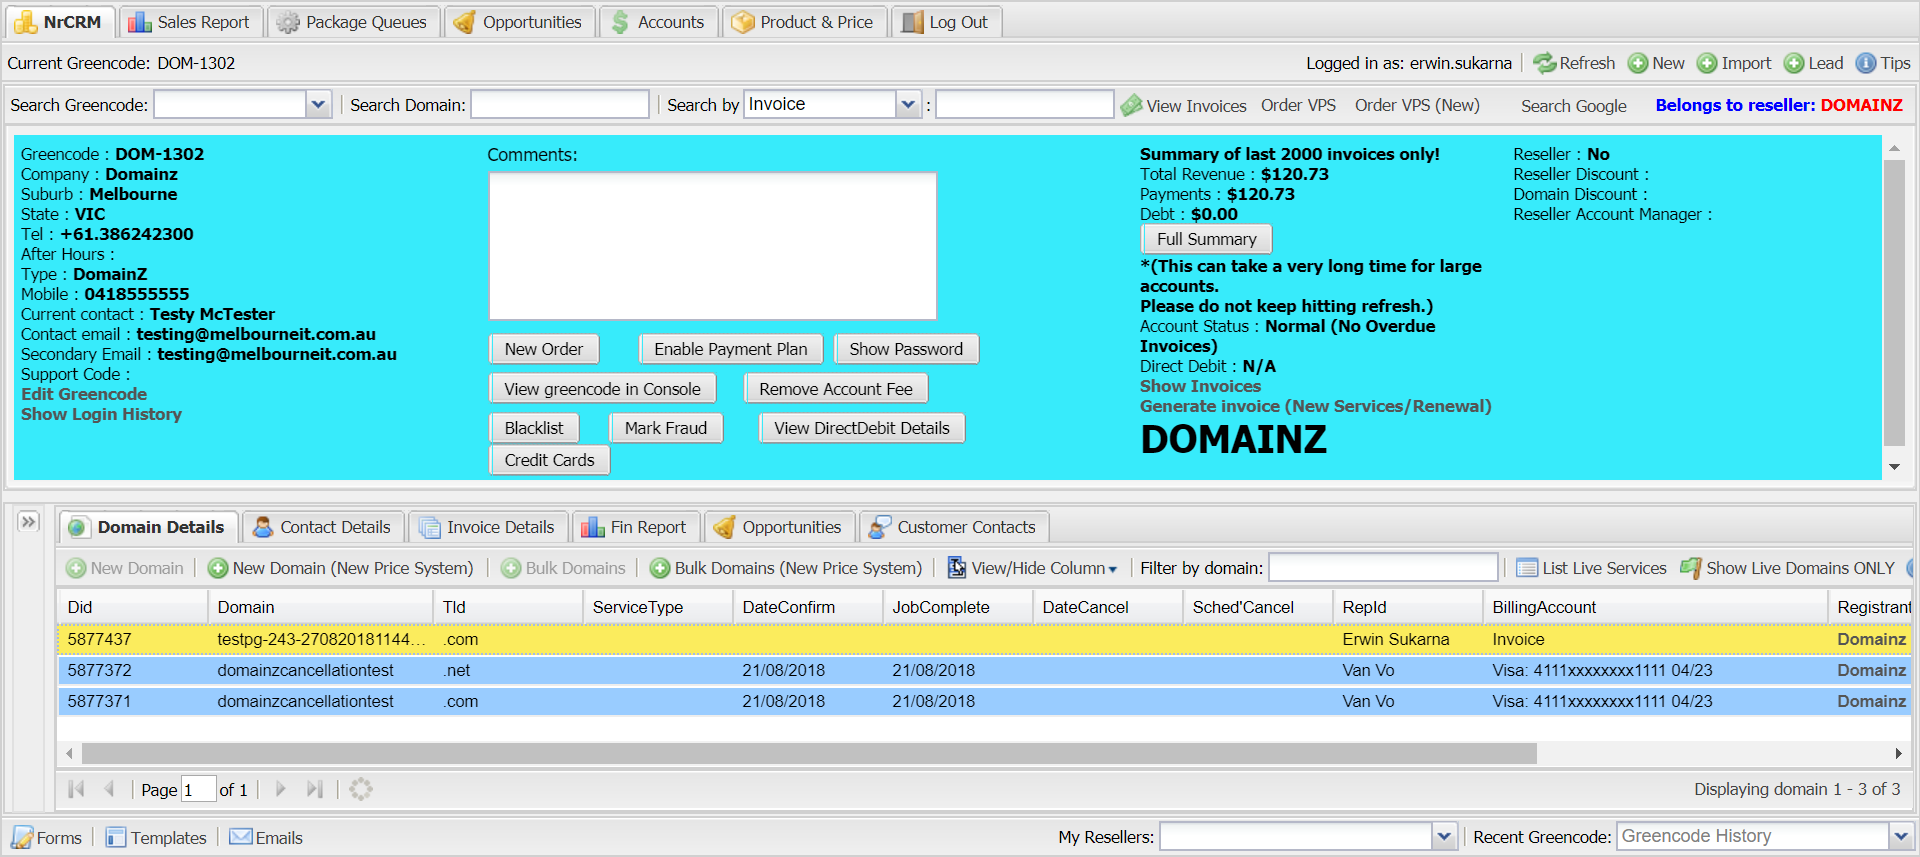 NrCRM Sales Report Package Queues Opportunities Accounts Product & Price Log Out
Current Greencode: DOM-1302 Logged in as: erwin.sukarna Refresh New Import Lead Tips
Search Greencode: Search Domain: Search by Invoice : View Invoices Order VPS Order VPS (New) Search Google Belongs to reseller: DOMAINZ
Greencode : DOM-1302
Company : Domainz
Suburb : Melbourne
State : VIC
Tel : +61.386242300
After Hours :
Type : DomainZ
Mobile : 0418555555
Current contact : Testy McTester
Contact email : testing@melbourneit.com.au
Secondary Email : testing@melbourneit.com.au
Support Code :
Edit Greencode
Show Login History
Comments:
New Order Enable Payment Plan Show Password
View greencode in Console Remove Account Fee
Blacklist Mark Fraud View DirectDebit Details
Credit Cards
Summary of last 2000 invoices only!
Total Revenue : $120.73
Payments : $120.73
Debt : $0.00
Full Summary
*(This can take a very long time for large
accounts.
Please do not keep hitting refresh.)
Account Status : Normal (No Overdue
Invoices)
Direct Debit : N/A
Show Invoices
Generate invoice (New Services/Renewal)
DOMAINZ
Reseller : No
Reseller Discount :
Domain Discount :
Reseller Account Manager :
Domain Details Contact Details Invoice Details Fin Report Opportunities Customer Contacts
New Domain New Domain (New Price System) Bulk Domains Bulk Domains (New Price System) View/Hide Column Filter by domain: List Live Services Show Live Domains ONLY
Did Domain Tld ServiceType DateConfirm JobComplete DateCancel Sched'Cancel RepId BillingAccount Registrant
5877437 testpg-243-270820181144... .com Erwin Sukarna Invoice Domainz
5877372 domainzcancellationtest .net 21/08/2018 21/08/2018 Van Vo Visa: 4111xxxxxxxx1111 04/23 Domainz
5877371 domainzcancellationtest .com 21/08/2018 21/08/2018 Van Vo Visa: 4111xxxxxxxx1111 04/23 Domainz
Page 1 of 1 Displaying domain 1 - 3 of 3
Forms Templates Emails My Resellers: Recent Greencode: Greencode History